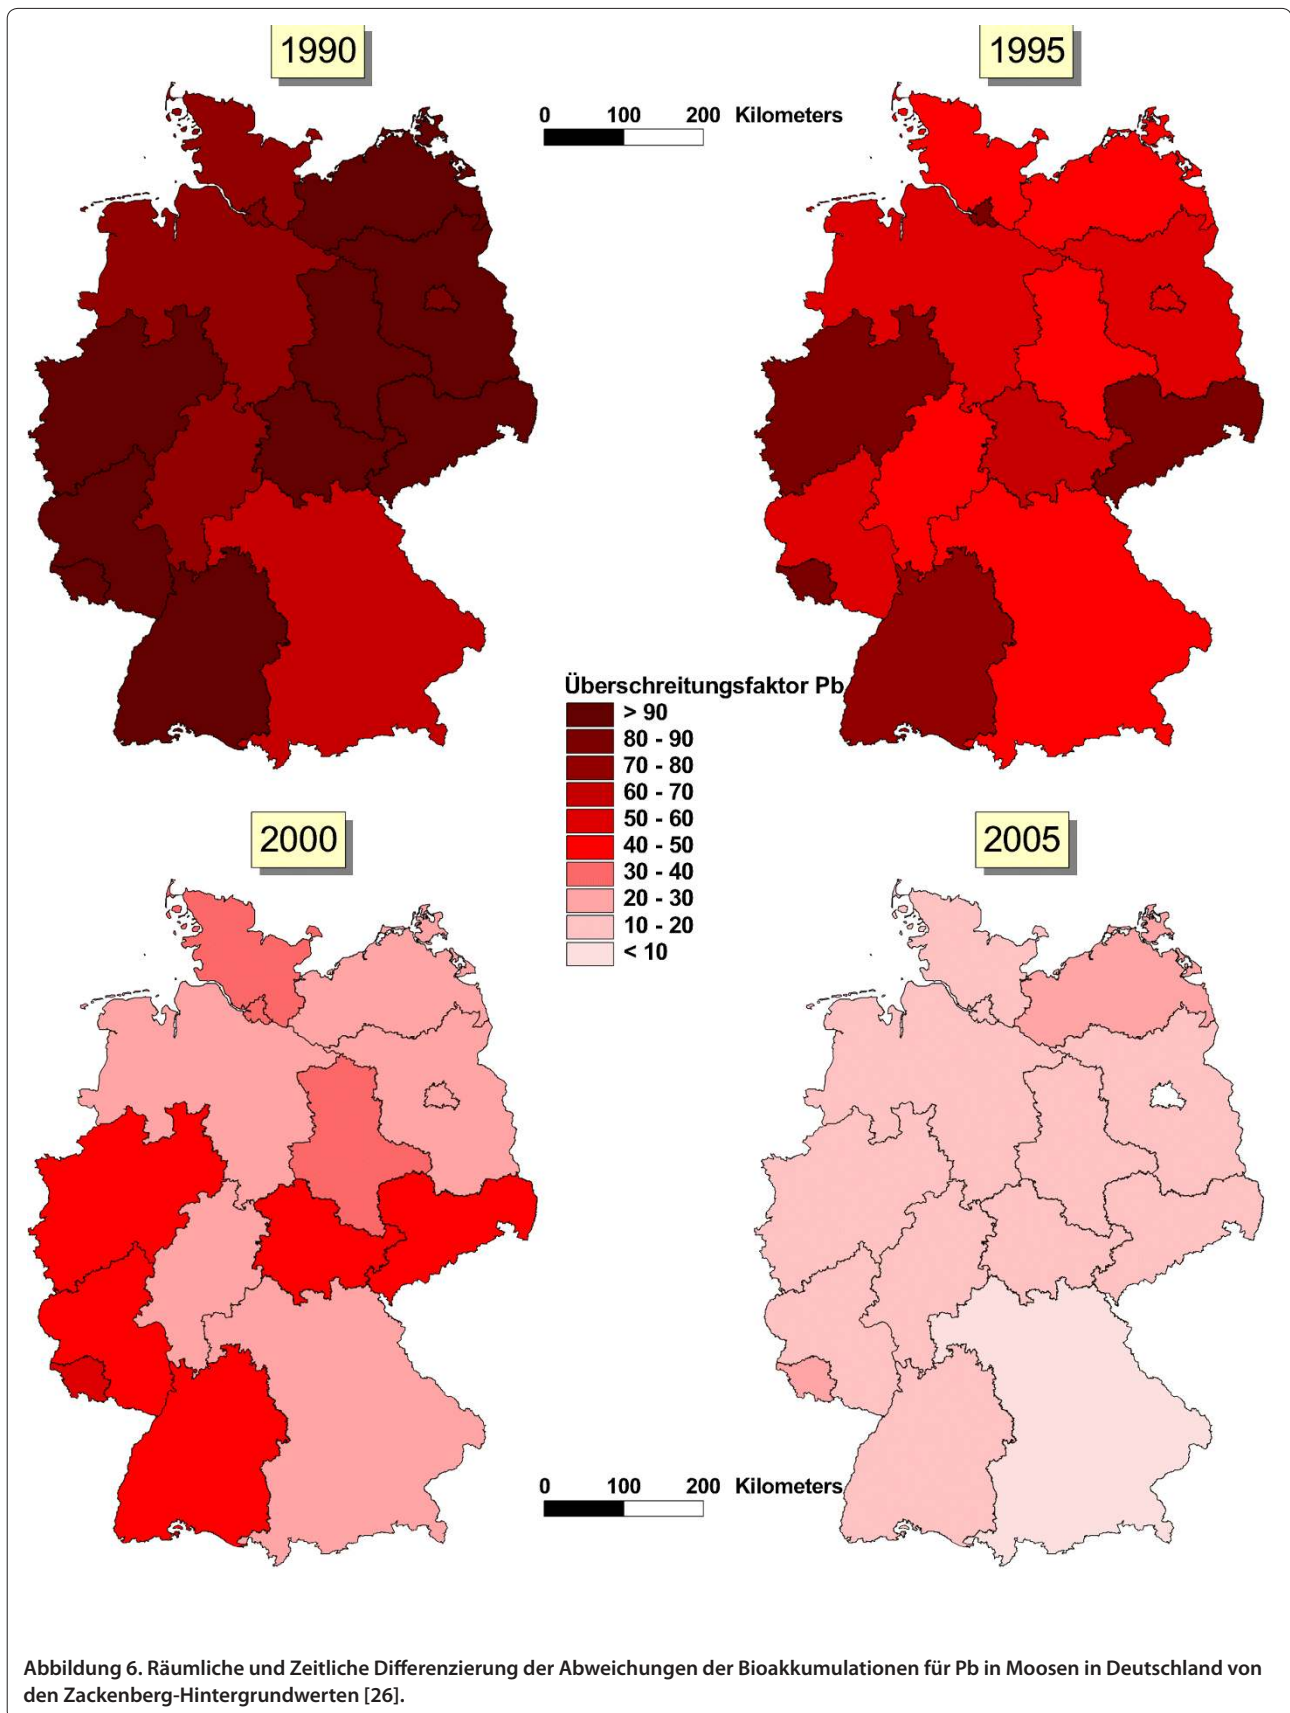 1990
1995
0 100 200 Kilometers
Überschreitungsfaktor Pb
> 90
80 - 90
70 - 80
60 - 70
50 - 60
40 - 50
30 - 40
20 - 30
10 - 20
< 10
2000
2005
0 100 200 Kilometers
Abbildung 6. Räumliche und Zeitliche Differenzierung der Abweichungen der Bioakkumulationen für Pb in Moosen in Deutschland von
den Zackenberg-Hintergrundwerten [26].